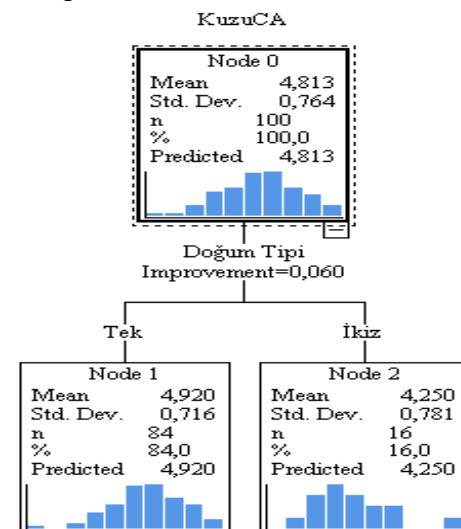 KuzuCA
Node 0
Mean 4,813
Std. Dev. 0,764
n 100
% 100,0
Predicted 4,813
Doğum Tipi
Improvement=0,060
Tek
İkiz
Node 1
Mean 4,920
Std. Dev. 0,716
n 84
% 84,0
Predicted 4,920
Node 2
Mean 4,250
Std. Dev. 0,781
n 16
% 16,0
Predicted 4,250